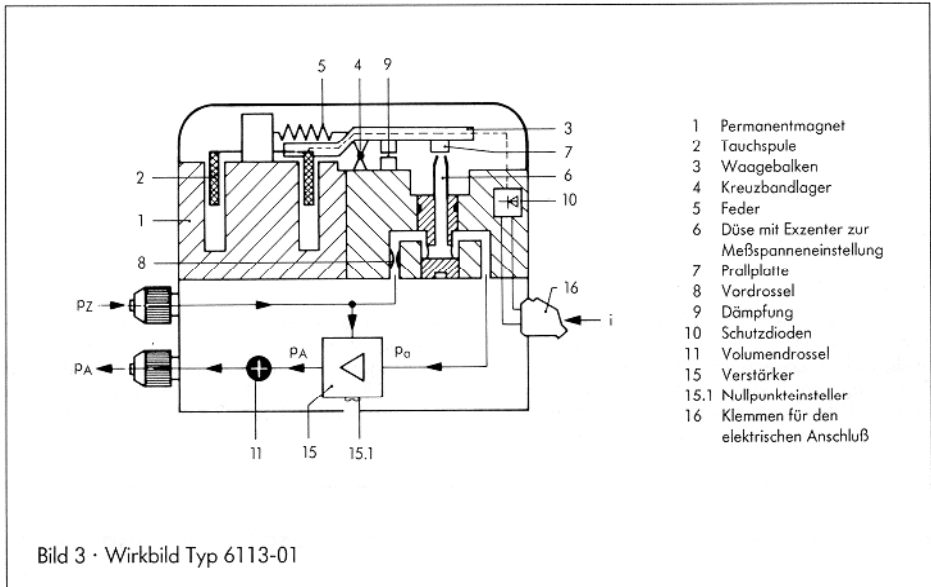 5
4
9
3
7
6
10
2
1
8
16
pZ
i
pA
pA
pa
11
15
15.1
1 Permanentmagnet
2 Tauchspule
3 Waagebalken
4 Kreuzbandlager
5 Feder
6 Düse mit Exzenter zur
Meßspanneneinstellung
7 Prallplatte
8 Vordrossel
9 Dämpfung
10 Schutzdioden
11 Volumendrossel
15 Verstärker
15.1 Nullpunkteinsteller
16 Klemmen für den
elektrischen Anschluß
Bild 3 · Wirkbild Typ 6113-01